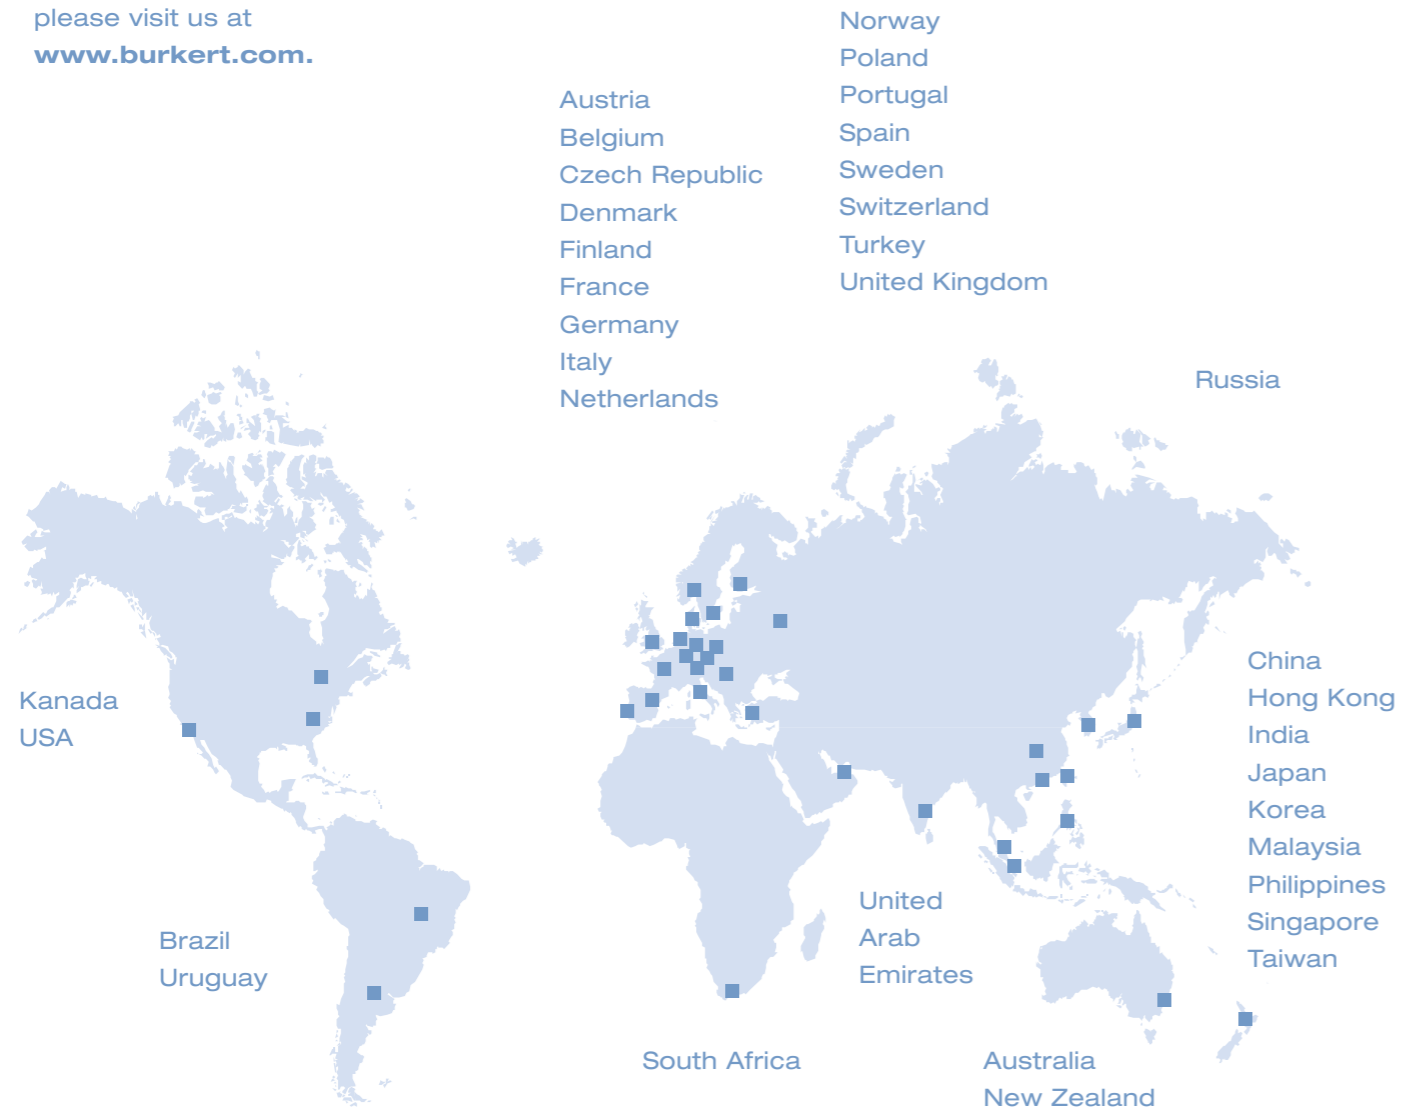 please visit us at
www.burkert.com.
Austria
Belgium
Czech Republic
Denmark
Finland
France
Germany
Italy
Netherlands
Norway
Poland
Portugal
Spain
Sweden
Switzerland
Turkey
United Kingdom
Russia
Kanada
USA
China
Hong Kong
India
Japan
Korea
Malaysia
Philippines
Singapore
Taiwan
Brazil
Uruguay
United
Arab
Emirates
South Africa
Australia
New Zealand